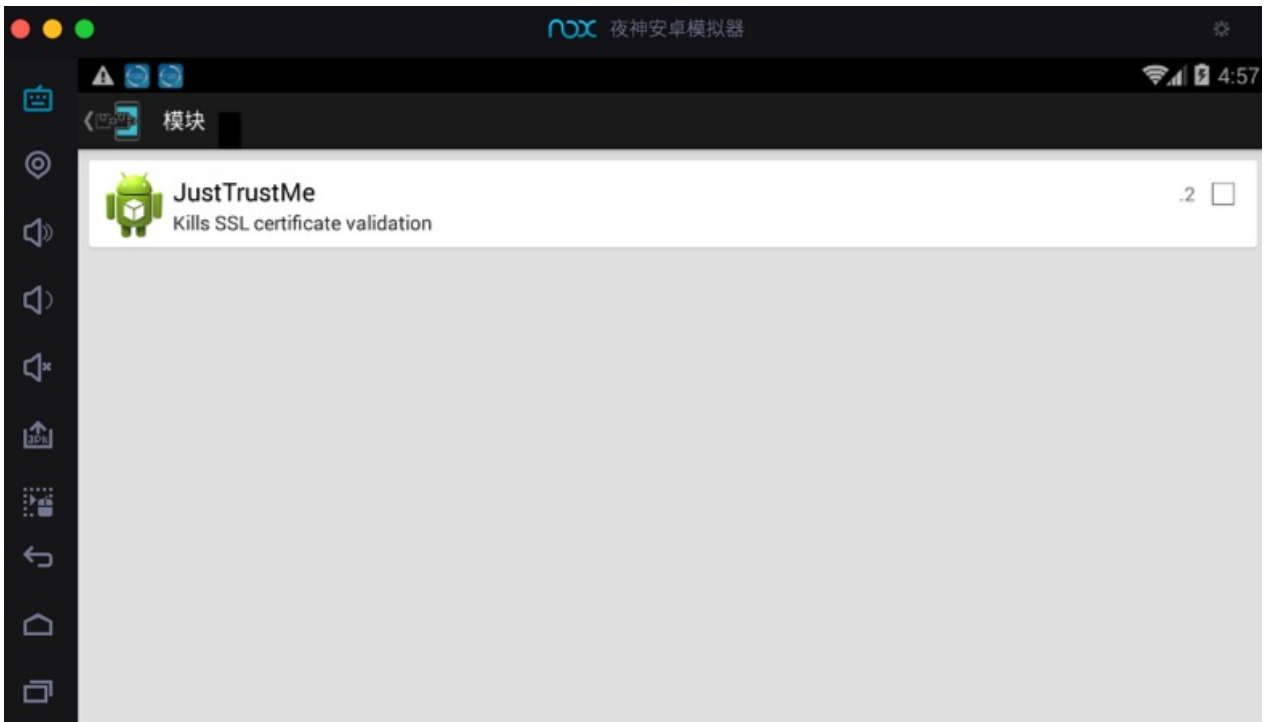 nox 夜神安卓模拟器
4:57
模块
JustTrustMe
.2
Kills SSL certificate validation